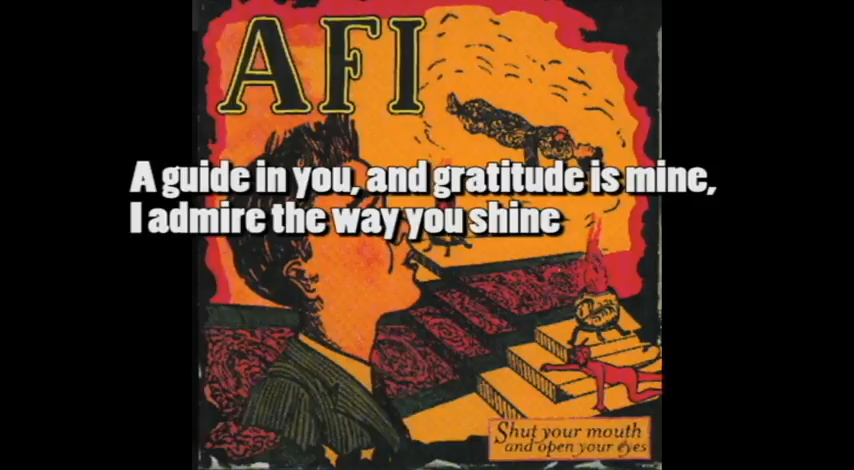 AFI
A guide in you, and gratitude is mine,
I admire the way you shine
Shut your mouth
and open your eyes